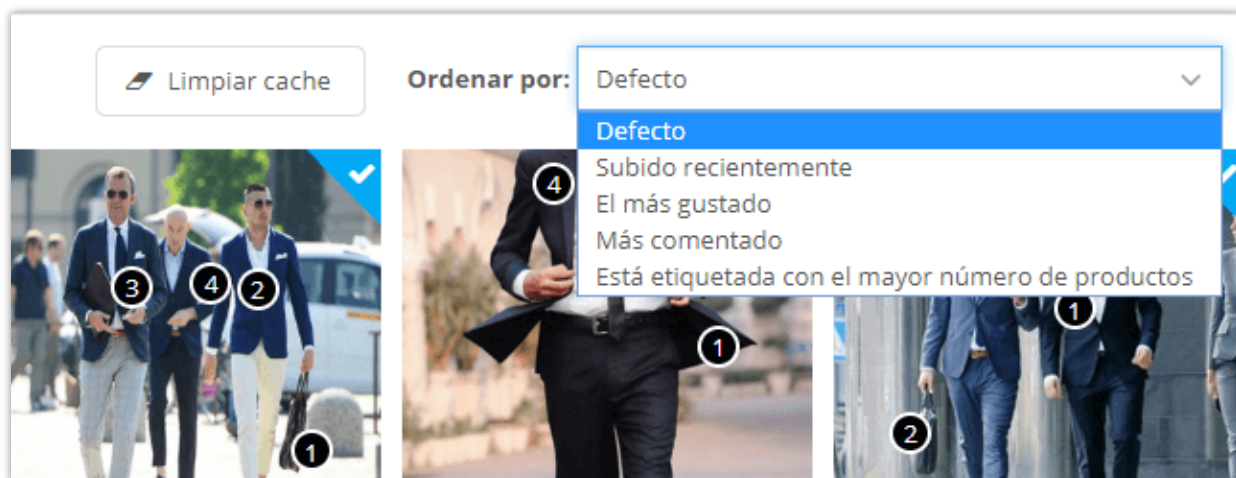 Limpiar cache
Ordenar por:
Defecto
Defecto
Subido recientemente
El más gustado
Más comentado
Está etiquetada con el mayor número de productos
4
3
4
2
1
1
1
2